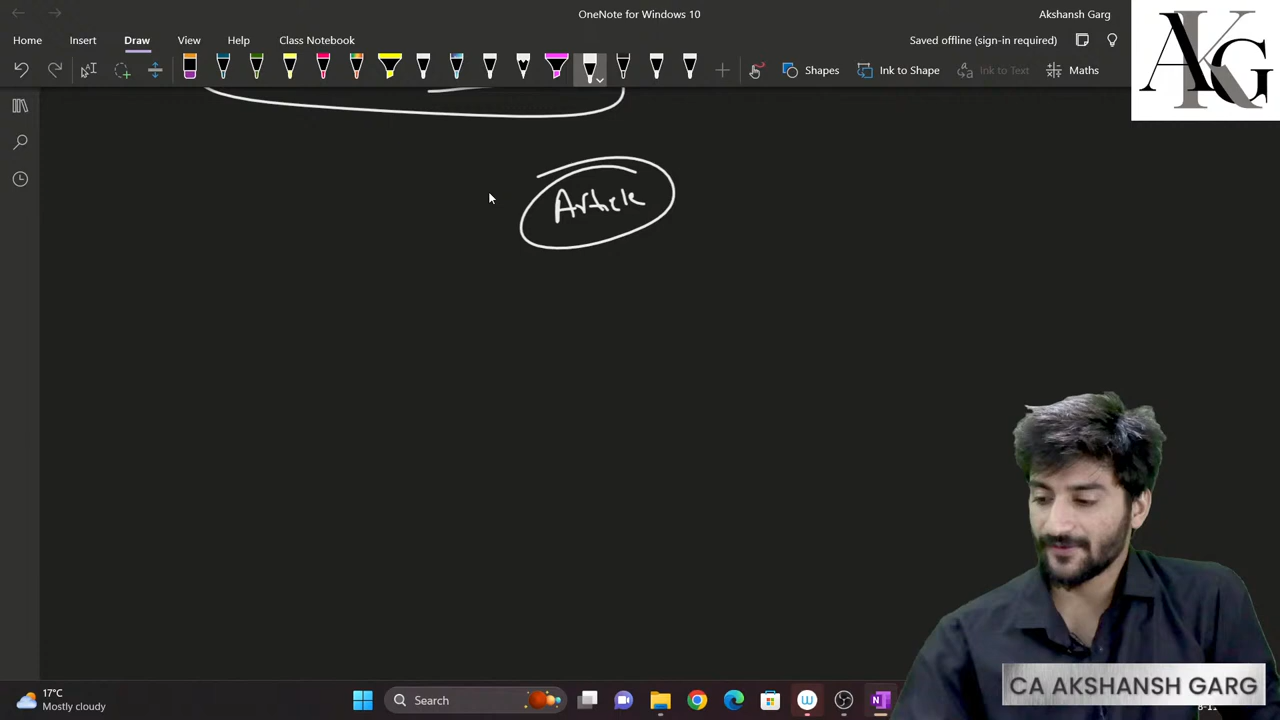 OneNote for Windows 10
Akshansh Garg
Home Insert Draw View Help Class Notebook
Saved offline (sign-in required)
Shapes Ink to Shape Ink to Text Maths
AKG
Article
CA AKSHANSH GARG
17°C
Mostly cloudy
Search